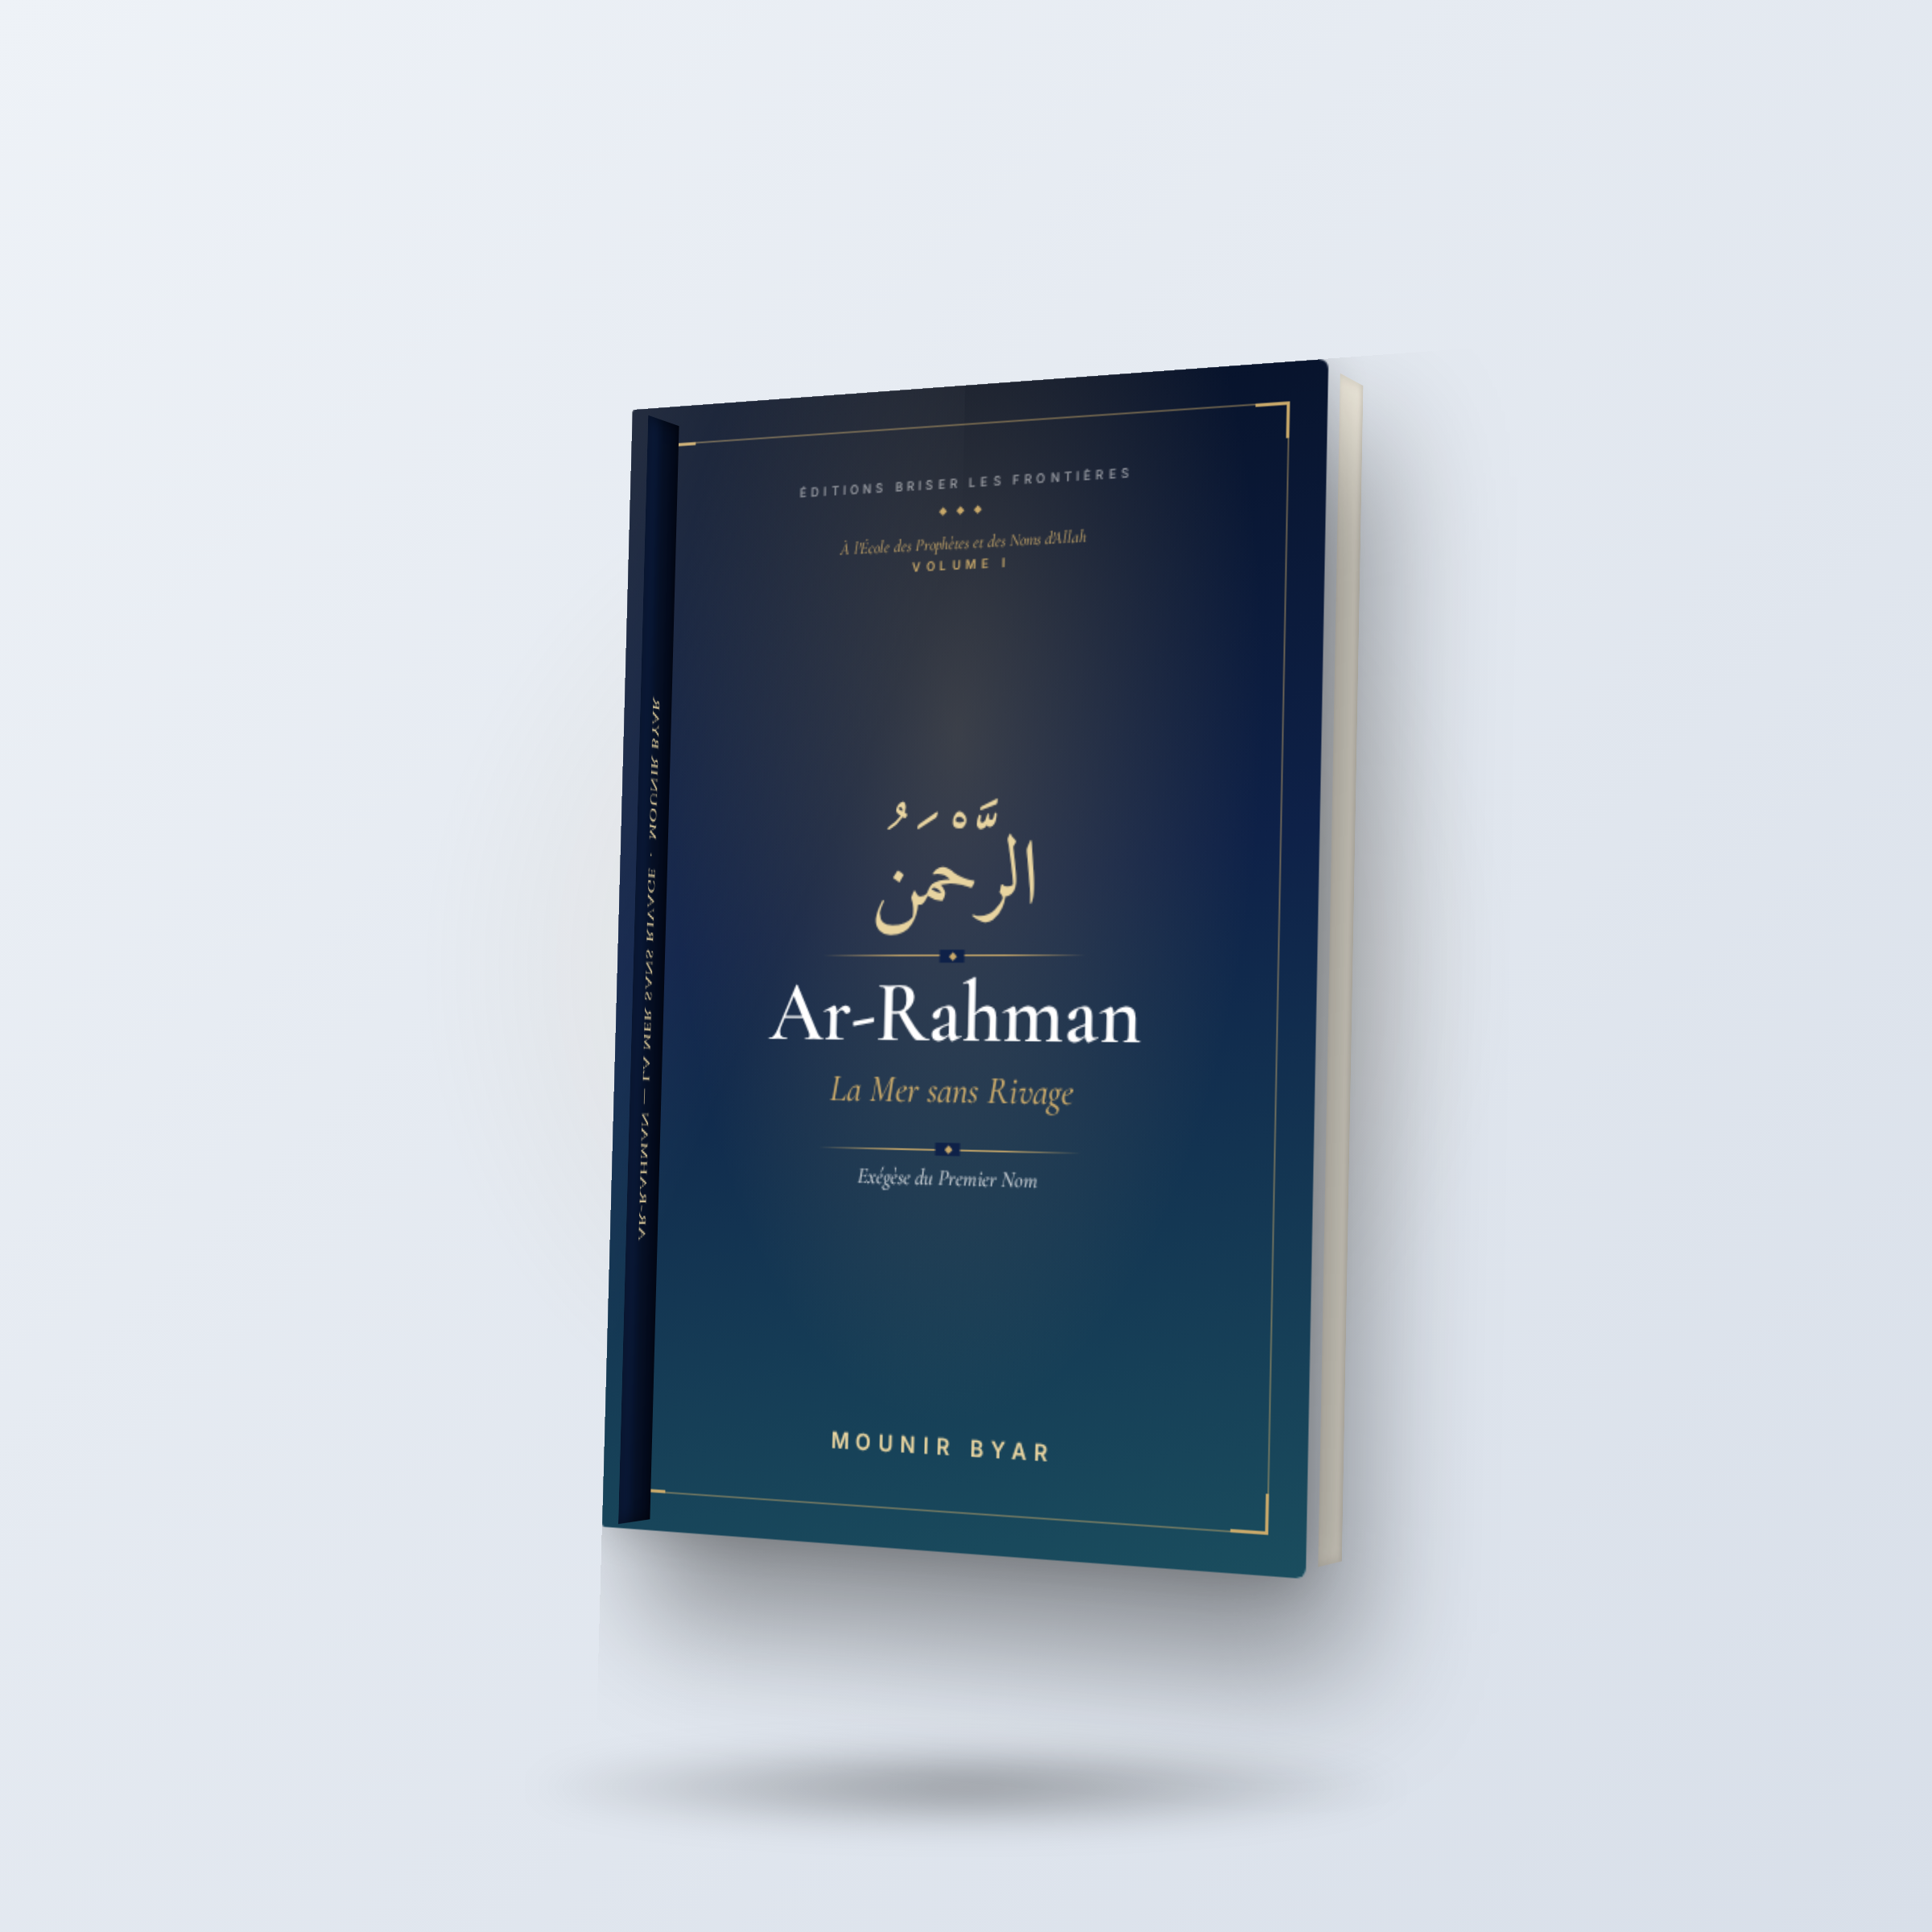 ÉDITIONS BRISER LES FRONTIÈRES
À l'École des Prophètes et des Noms d'Allah
VOLUME I
الرَّحْمَنُ
Ar-Rahman
La Mer sans Rivage
Exégèse du Premier Nom
MOUNIR BYAR
AR-RAHMAN — LA MER SANS RIVAGE · MOUNIR BYAR